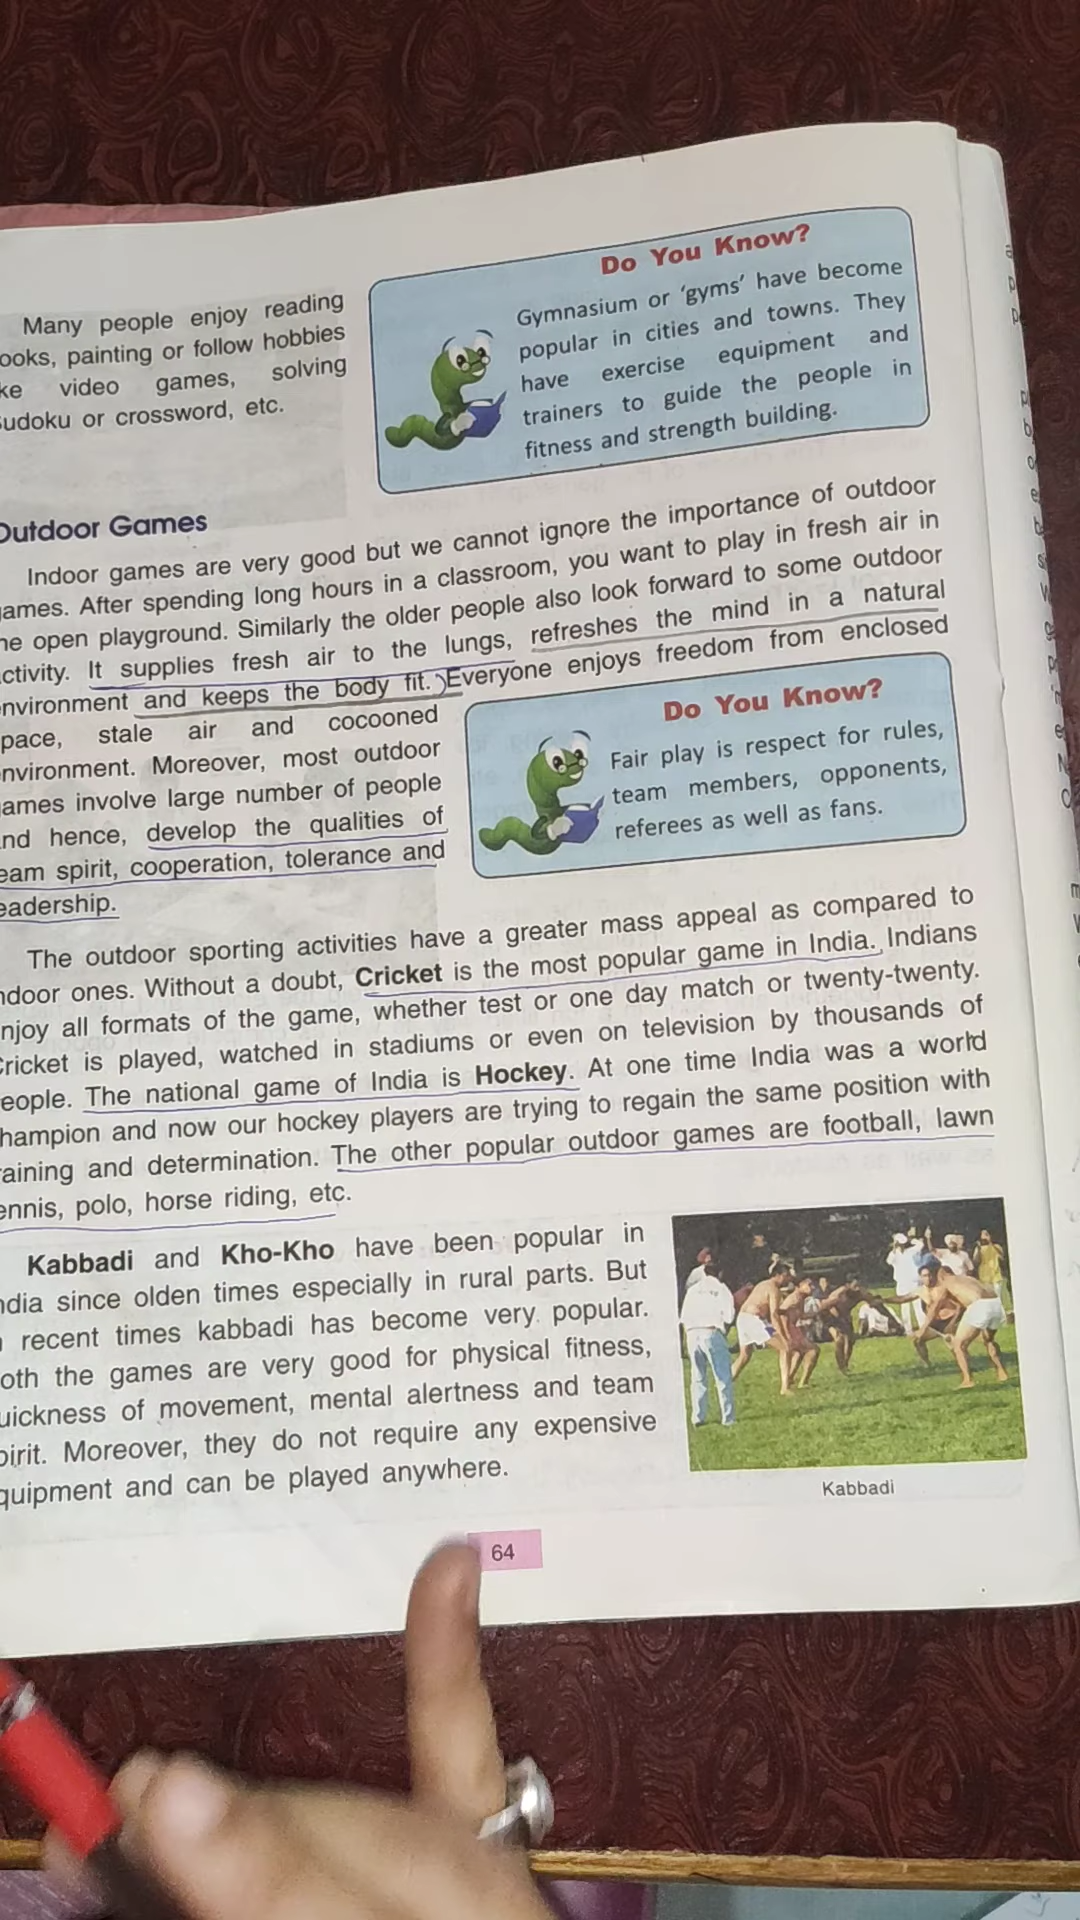 Many people enjoy reading
ooks, painting or follow hobbies
ke video games, solving
udoku or crossword, etc.
Do You Know?
Gymnasium or 'gyms' have become
popular in cities and towns. They
have exercise equipment and
trainers to guide the people in
fitness and strength building.
Outdoor Games
Indoor games are very good but we cannot ignore the importance of outdoor
ames. After spending long hours in a classroom, you want to play in fresh air in
he open playground. Similarly the older people also look forward to some outdoor
ctivity. It supplies fresh air to the lungs, refreshes the mind in a natural
nvironment and keeps the body fit. Everyone enjoys freedom from enclosed
pace, stale air and cocooned
nvironment. Moreover, most outdoor
ames involve large number of people
nd hence, develop the qualities of
eam spirit, cooperation, tolerance and
eadership.
Do You Know?
Fair play is respect for rules,
team members, opponents,
referees as well as fans.
The outdoor sporting activities have a greater mass appeal as compared to
ndoor ones. Without a doubt, Cricket is the most popular game in India. Indians
njoy all formats of the game, whether test or one day match or twenty-twenty.
Cricket is played, watched in stadiums or even on television by thousands of
eople. The national game of India is Hockey. At one time India was a world
hampion and now our hockey players are trying to regain the same position with
raining and determination. The other popular outdoor games are football, lawn
ennis, polo, horse riding, etc.
Kabbadi and Kho-Kho have been popular in
ndia since olden times especially in rural parts. But
recent times kabbadi has become very popular.
oth the games are very good for physical fitness,
uickness of movement, mental alertness and team
pirit. Moreover, they do not require any expensive
quipment and can be played anywhere.
Kabbadi
64